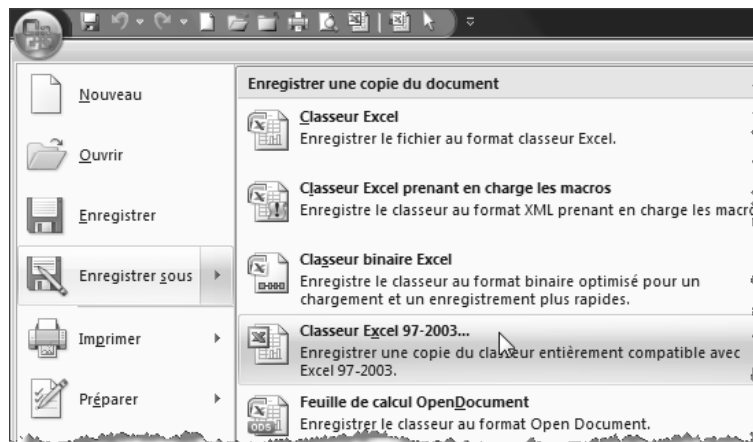 Nouveau
Ouvrir
Enregistrer
Enregistrer sous
Imprimer
Préparer
Enregistrer une copie du document
Classeur Excel
Enregistrer le fichier au format classeur Excel.
Classeur Excel prenant en charge les macros
Enregistre le classeur au format XML prenant en charge les macro
Classeur binaire Excel
Enregistre le classeur au format binaire optimisé pour un
chargement et un enregistrement plus rapides.
Classeur Excel 97-2003...
Enregistrer une copie du classeur entièrement compatible avec
Excel 97-2003.
Feuille de calcul OpenDocument
ODS
Enregistrer le classeur au format Open Document.